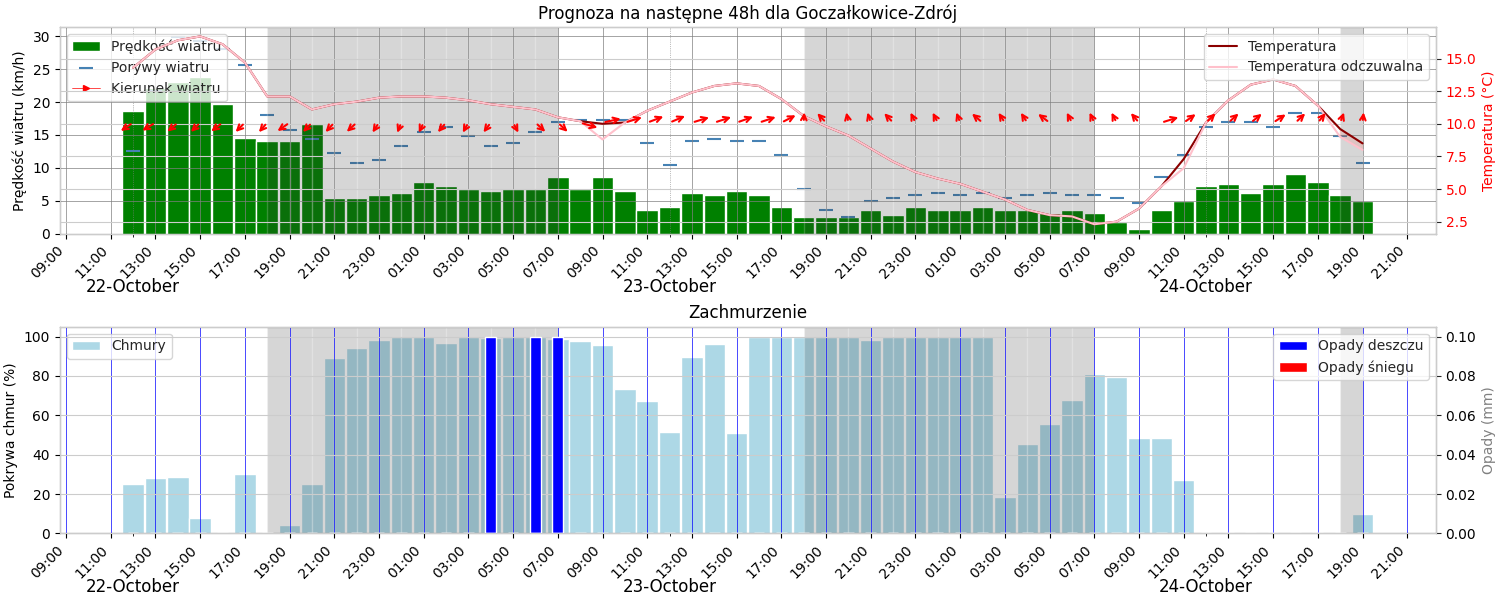 Prognoza na następne 48h dla Goczałkowice-Zdrój
Prędkość wiatru
Porywy wiatru
Kierunek wiatru
Temperatura
Temperatura odczuwalna
Prędkość wiatru (km/h)
30
25
20
15
10
5
0
15.0
12.5
10.0
7.5
5.0
2.5
Temperatura (°C)
09:00 11:00 13:00 15:00 17:00 19:00 21:00 23:00 01:00 03:00 05:00 07:00 09:00 11:00 13:00 15:00 17:00 19:00 21:00 23:00 01:00 03:00 05:00 07:00 09:00 11:00 13:00 15:00 17:00 19:00 21:00
22-October 23-October 24-October
Zachmurzenie
Chmury
Opady deszczu
Opady śniegu
Pokrywa chmur (%)
100
80
60
40
20
0
0.10
0.08
0.06
0.04
0.02
0.00
Opady (mm)
09:00 11:00 13:00 15:00 17:00 19:00 21:00 23:00 01:00 03:00 05:00 07:00 09:00 11:00 13:00 15:00 17:00 19:00 21:00 23:00 01:00 03:00 05:00 07:00 09:00 11:00 13:00 15:00 17:00 19:00 21:00
22-October 23-October 24-October